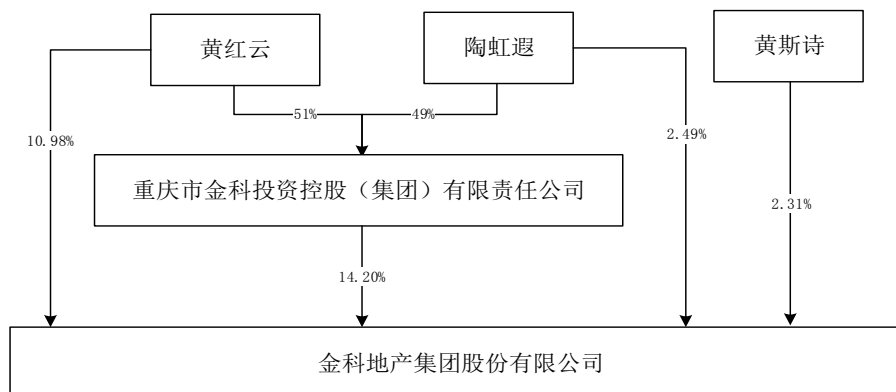 黄红云
陶虹遐
黄斯诗
51%
49%
10.98%
2.49%
重庆市金科投资控股（集团）有限责任公司
2.31%
14.20%
金科地产集团股份有限公司